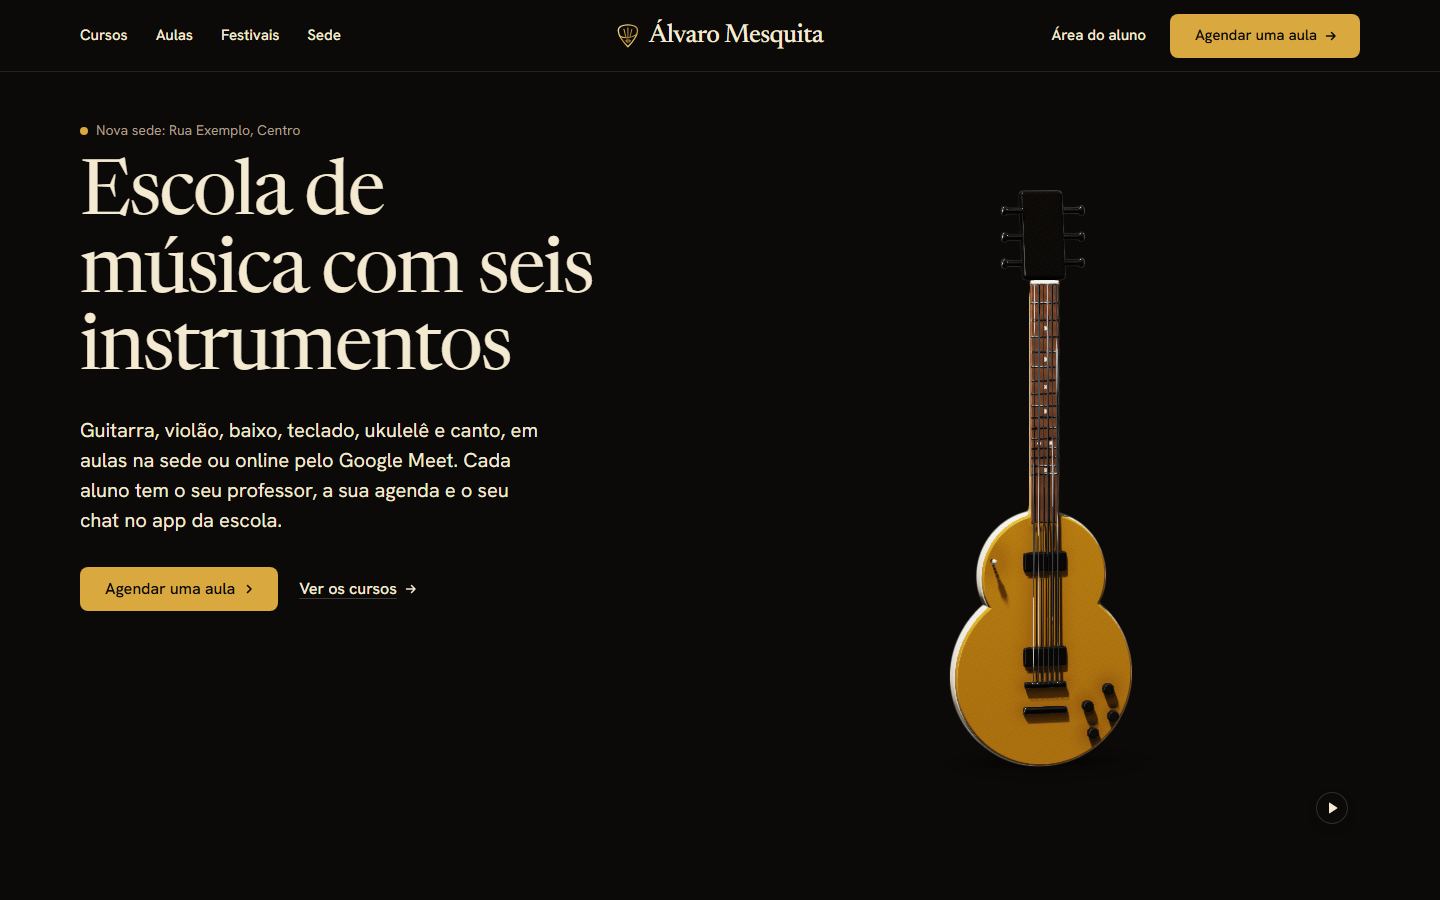 Cursos Aulas Festivais Sede
Álvaro Mesquita
Área do aluno
Agendar uma aula →
Nova sede: Rua Exemplo, Centro
Escola de
música com seis
instrumentos
Guitarra, violão, baixo, teclado, ukulelê e canto, em
aulas na sede ou online pelo Google Meet. Cada
aluno tem o seu professor, a sua agenda e o seu
chat no app da escola.
Agendar uma aula ›
Ver os cursos →